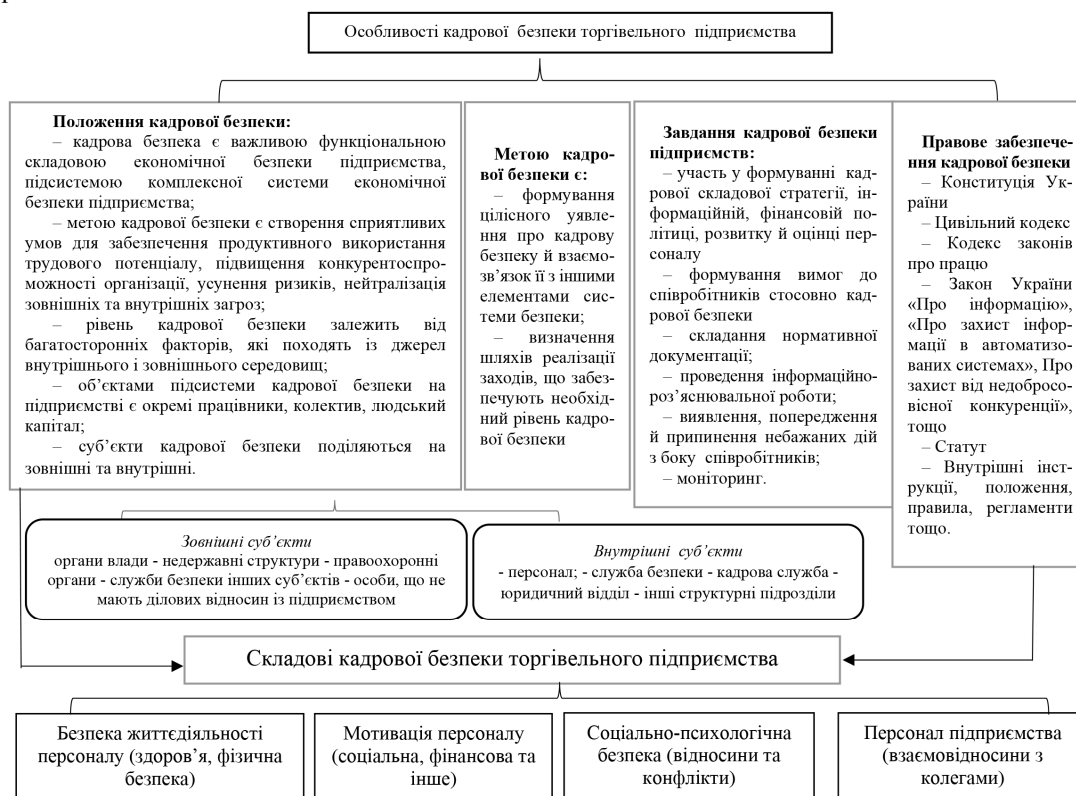 Особливості кадрової безпеки торгівельного підприємства
Положення кадрової безпеки:
– кадрова безпека є важливою функціональною
складовою економічної безпеки підприємства,
підсистемою комплексної системи економічної
безпеки підприємства;
– метою кадрової безпеки є створення сприятливих
умов для забезпечення продуктивного використання
трудового потенціалу, підвищення конкурентоспро-
можності організації, усунення ризиків, нейтралізація
зовнішніх та внутрішніх загроз;
– рівень кадрової безпеки залежить від
багатосторонніх факторів, які походять із джерел
внутрішнього і зовнішнього середовищ;
– об’єктами підсистеми кадрової безпеки на
підприємстві є окремі працівники, колектив, людський
капітал;
– суб’єкти кадрової безпеки поділяються на
зовнішні та внутрішні.
Метою кадро-
вої безпеки є:
– формування
цілісного уявлен-
ня про кадрову
безпеку й взаємо-
зв’язок її з іншими
елементами сис-
теми безпеки;
– визначення
шляхів реалізації
заходів, що забез-
печують необхід-
ний рівень кадро-
вої безпеки
Завдання кадрової безпеки
підприємств:
– участь у формуванні кад-
рової складової стратегії, ін-
формаційній, фінансовій по-
літиці, розвитку й оцінці пер-
соналу
– формування вимог до
співробітників стосовно кад-
рової безпеки
– складання нормативної
документації;
– проведення інформаційно-
роз’яснювальної роботи;
– виявлення, попередження
й припинення небажаних дій
з боку співробітників;
– моніторинг.
Правове забезпече-
ння кадрової безпеки
– Конституція Ук-
раїни
– Цивільний кодекс
– Кодекс законів
про працю
– Закон України
«Про інформацію»,
«Про захист інфор-
мації в автоматизо-
ваних системах», Про
захист від недобросо-
вісної конкуренції»,
тощо
– Статут
– Внутрішні інст-
рукції, положення,
правила, регламенти
тощо.
Зовнішні суб’єкти
органи влади - недержавні структури - правоохоронні
органи - служби безпеки інших суб’єктів - особи, що не
мають ділових відносин із підприємством
Внутрішні суб’єкти
- персонал; - служба безпеки - кадрова служба -
юридичний відділ - інші структурні підрозділи
Складові кадрової безпеки торгівельного підприємства
Безпека життєдіяльності
персоналу (здоров’я, фізична
безпека)
Мотивація персоналу
(соціальна, фінансова та
інше)
Соціально-психологічна
безпека (відносини та
конфлікти)
Персонал підприємства
(взаємовідносини з
колегами)